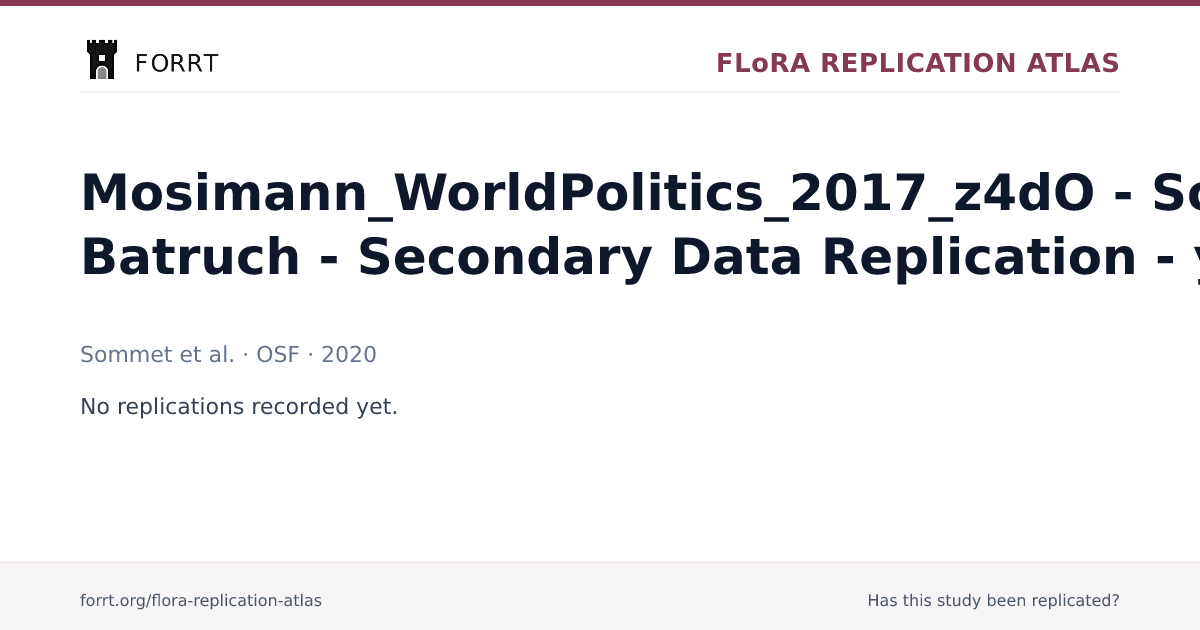 FORRT
FLoRA REPLICATION ATLAS
Mosimann_WorldPolitics_2017_z4dO -
Batruch - Secondary Data Replication -
Sommet et al. · OSF · 2020
No replications recorded yet.
forrt.org/flora-replication-atlas
Has this study been replicated?